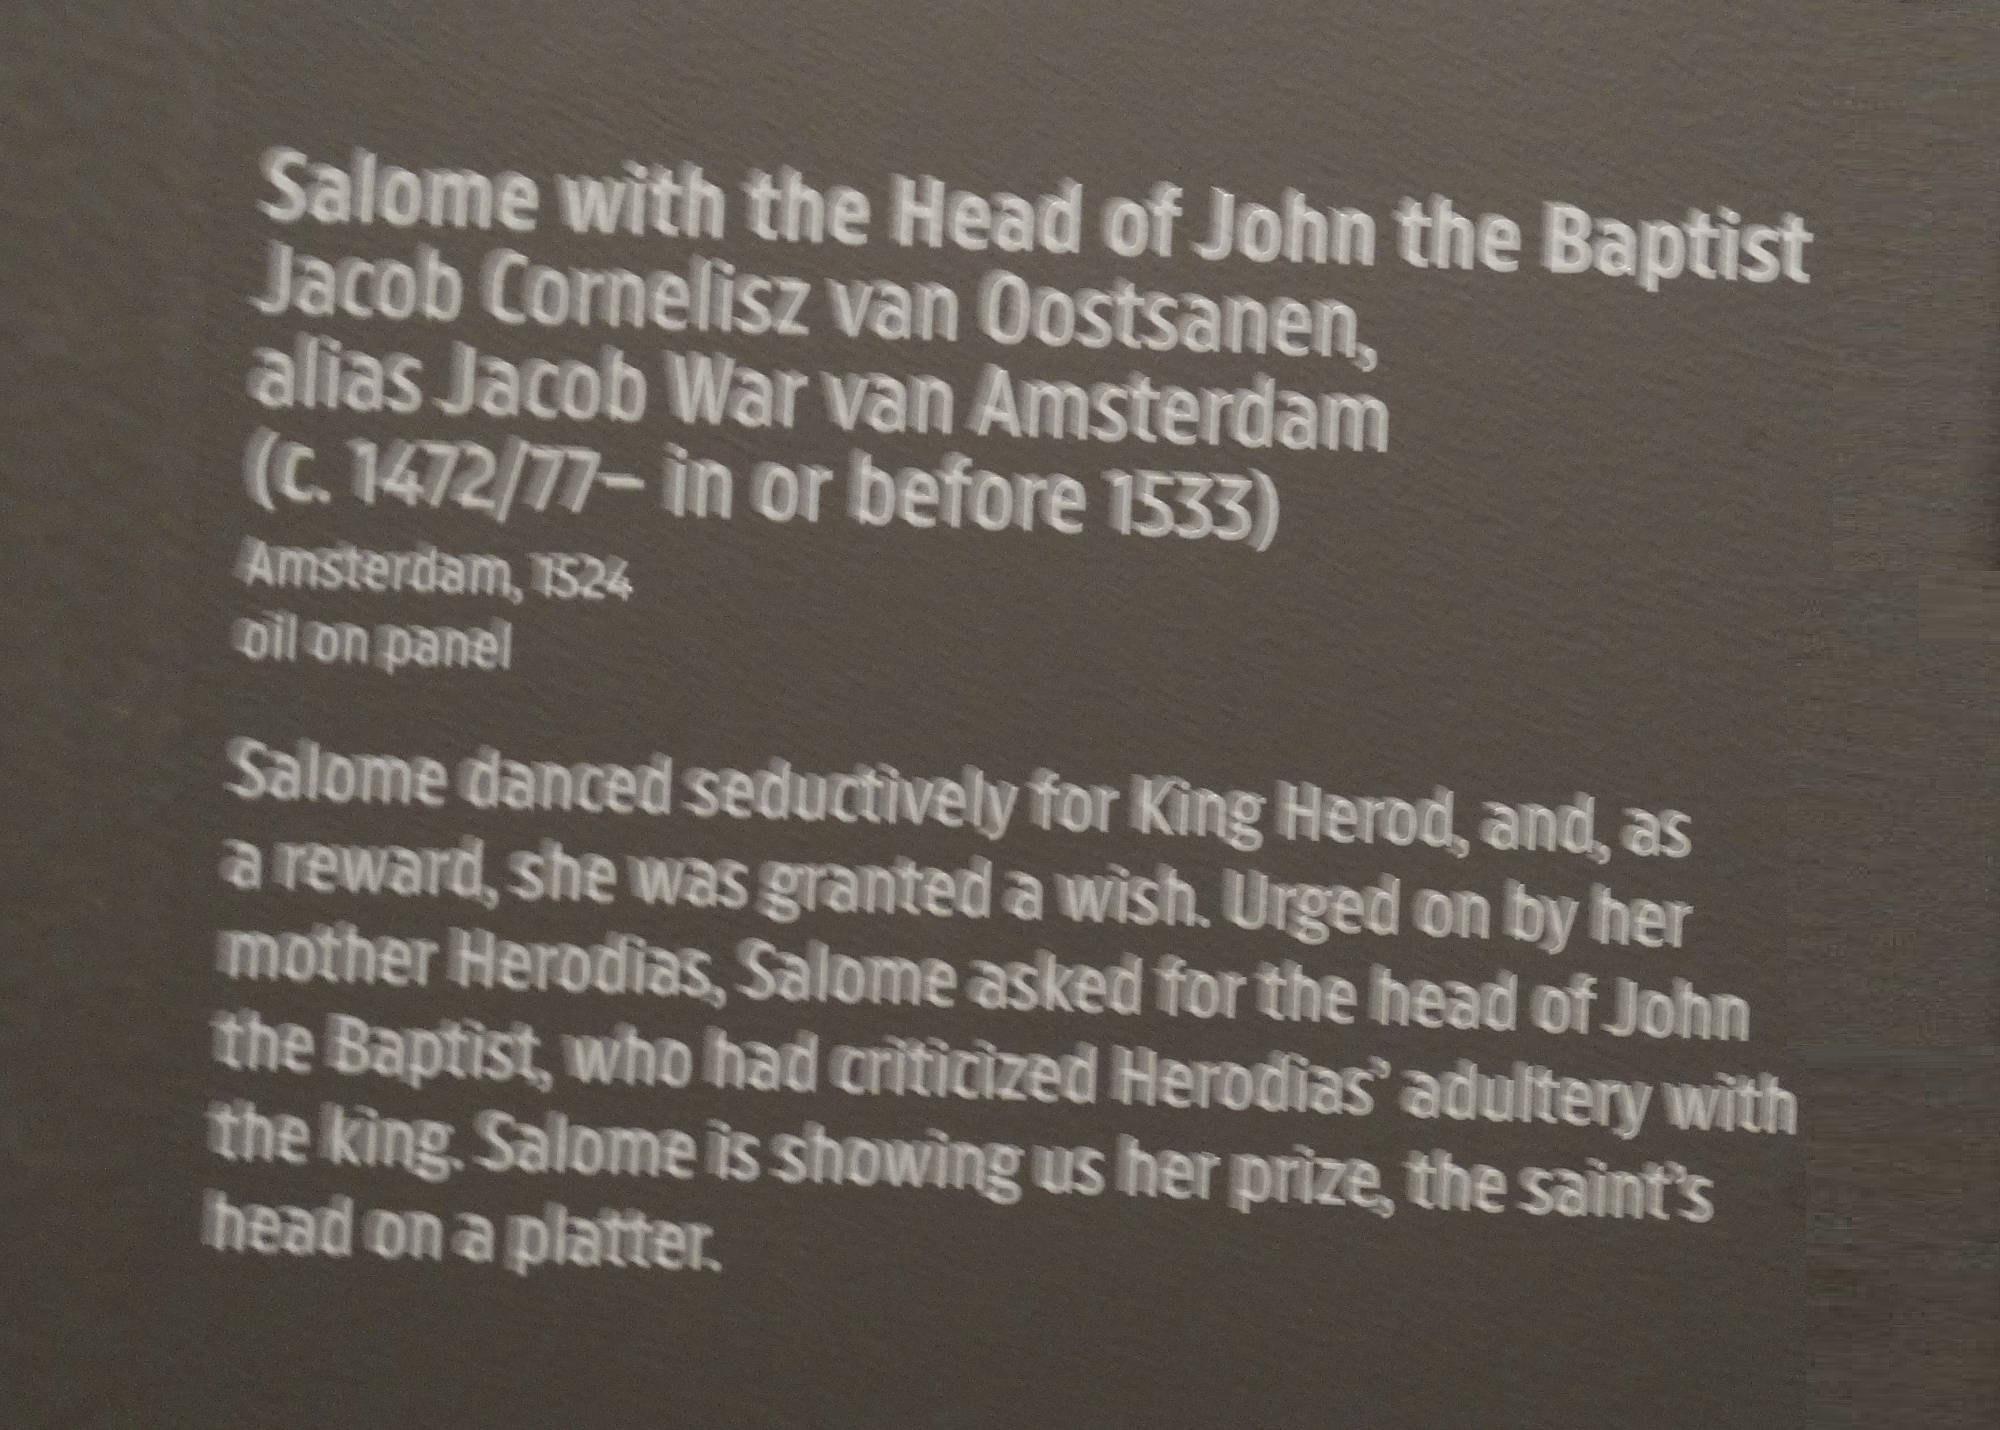 Salome with the Head of John the Baptist
Jacob Cornelisz van Oostsanen,
alias Jacob War van Amsterdam
(c. 1472/77– in or before 1533)
Amsterdam, 1524
oil on panel
Salome danced seductively for King Herod, and, as
a reward, she was granted a wish. Urged on by her
mother Herodias, Salome asked for the head of John
the Baptist, who had criticized Herodias’ adultery with
the king. Salome is showing us her prize, the saint’s
head on a platter.